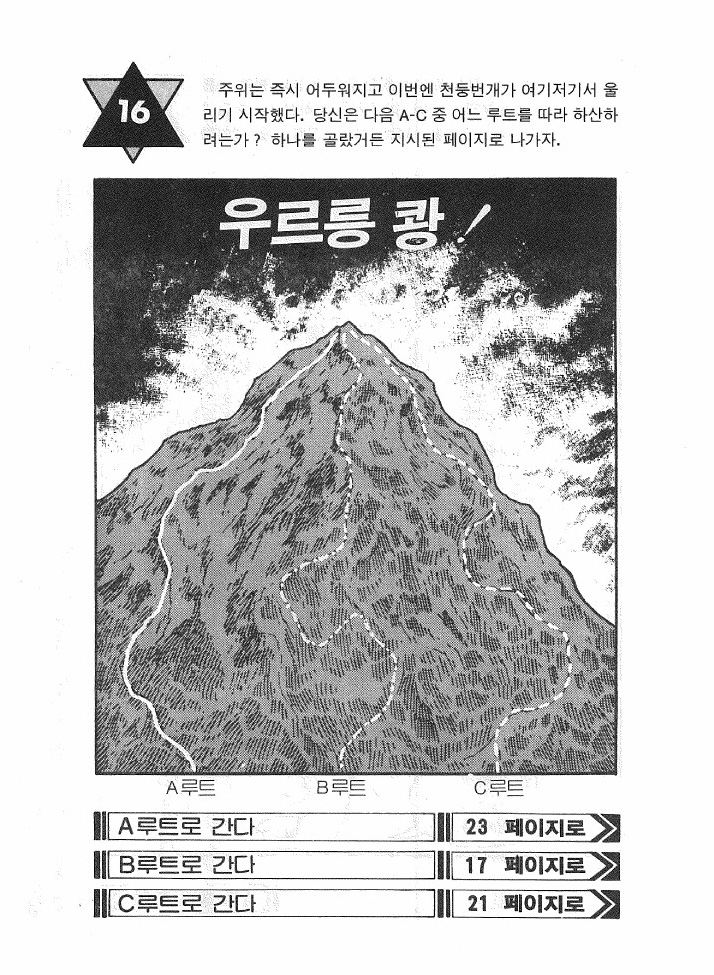 16
주위는 즉시 어두워지고 이번엔 천둥번개가 여기저기서 울
리기 시작했다. 당신은 다음 A-C 중 어느 루트를 따라 하산하
려는가? 하나를 골랐거든 지시된 페이지로 나가자.
우르릉 쾅!
A루트 B루트 C루트
A루트로 간다 23 페이지로
B루트로 간다 17 페이지로
C루트로 간다 21 페이지로